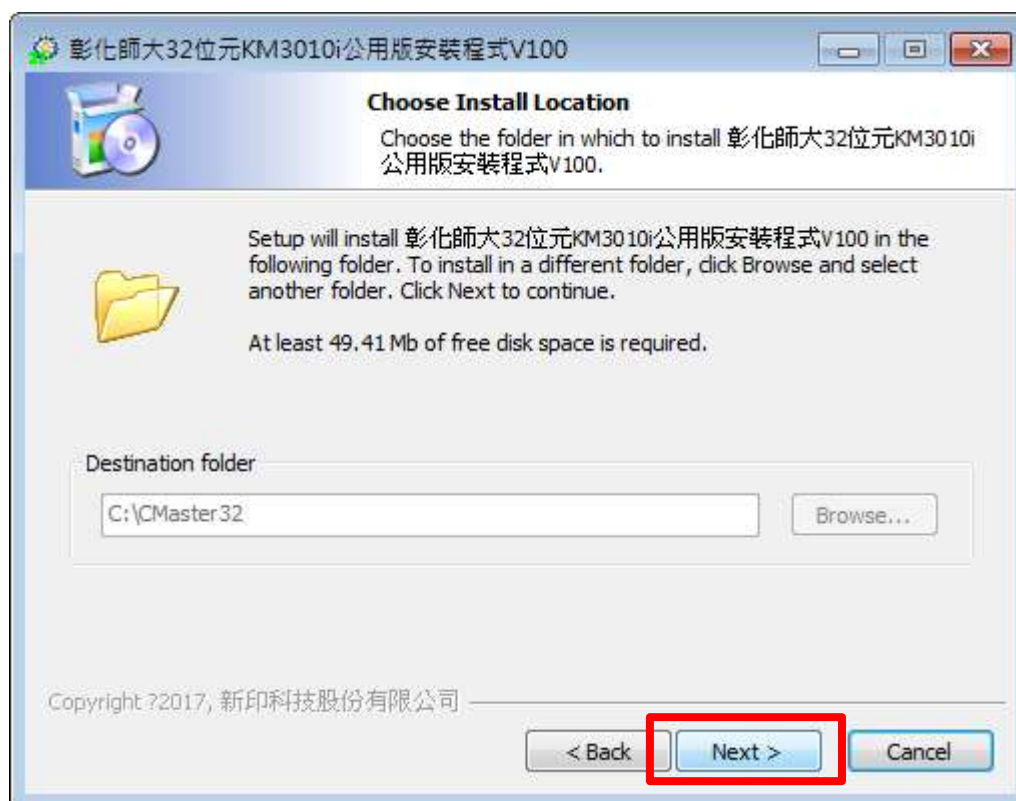 彰化師大32位元KM3010i公用版安裝程式V100
Choose Install Location
Choose the folder in which to install 彰化師大32位元KM3010i
公用版安裝程式V100.
Setup will install 彰化師大32位元KM3010i公用版安裝程式V100 in the
following folder. To install in a different folder, click Browse and select
another folder. Click Next to continue.
At least 49.41 Mb of free disk space is required.
Destination folder
C:\CMaster32
Browse...
Copyright ?2017, 新印科技股份有限公司
< Back
Next >
Cancel